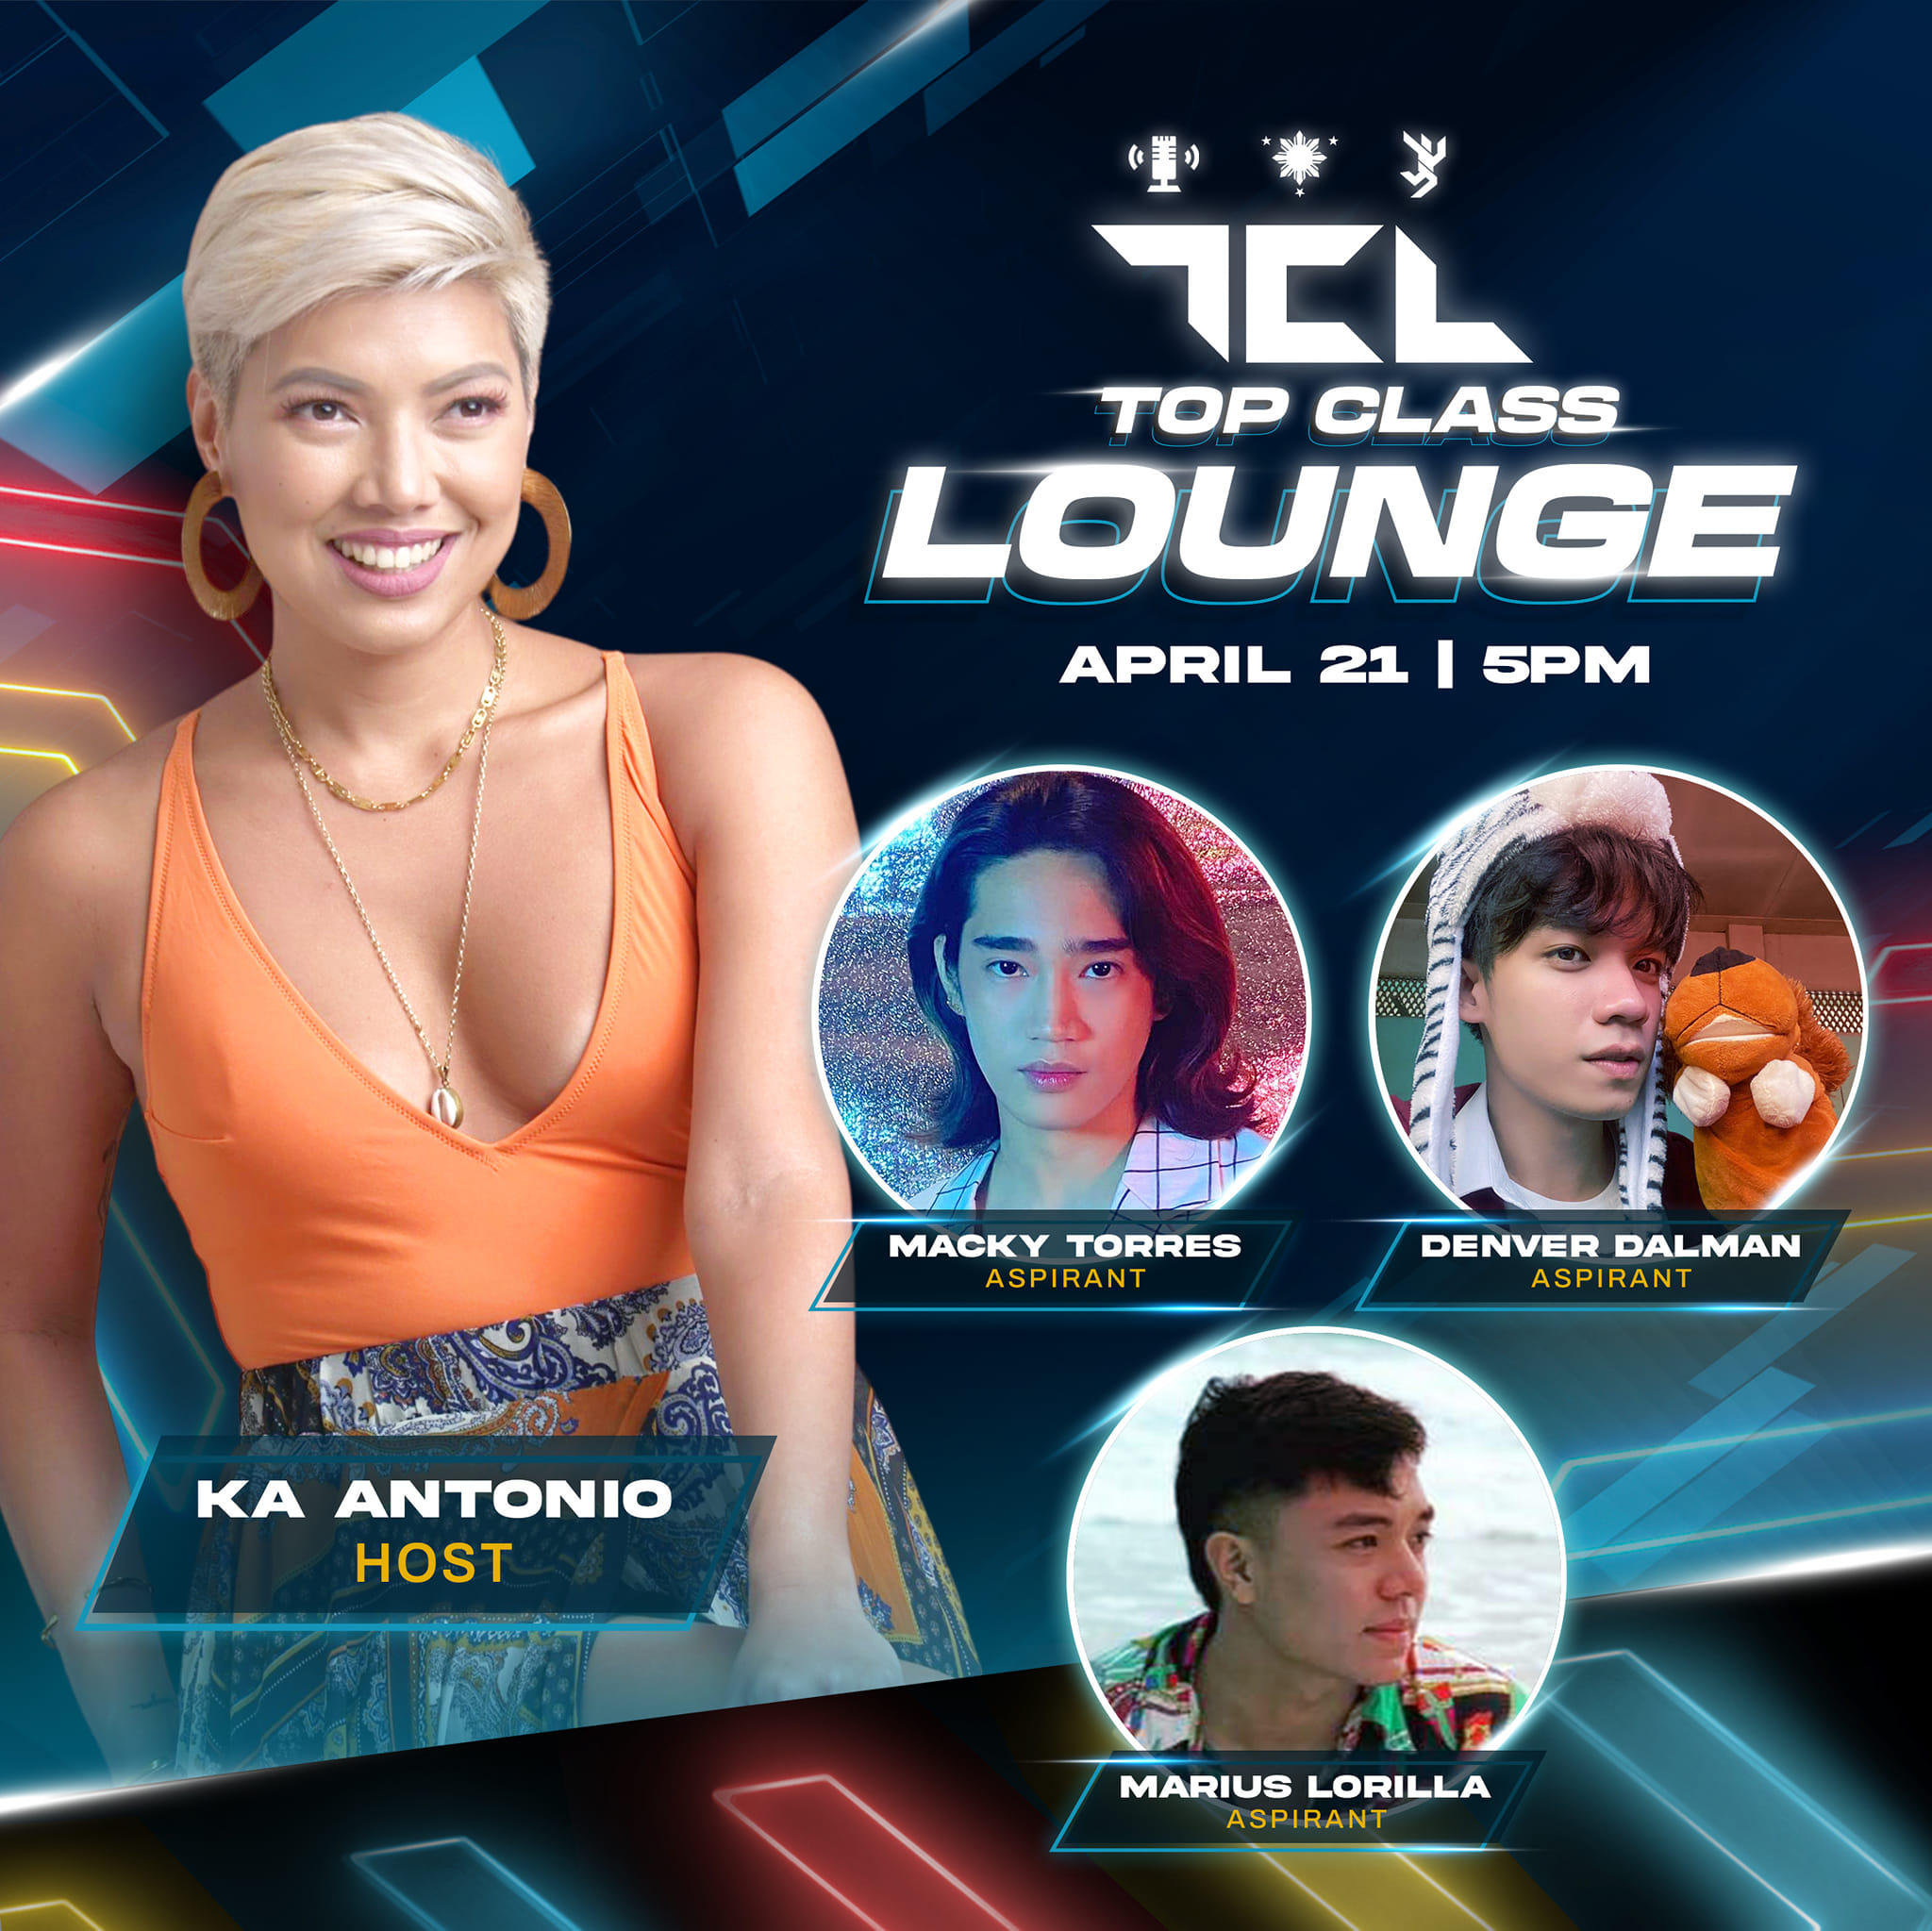 TCL
TOP CLASS
LOUNGE
APRIL 21 | 5PM
MACKY TORRES
ASPIRANT
DENVER DALMAN
ASPIRANT
KA ANTONIO
HOST
MARIUS LORILLA
ASPIRANT